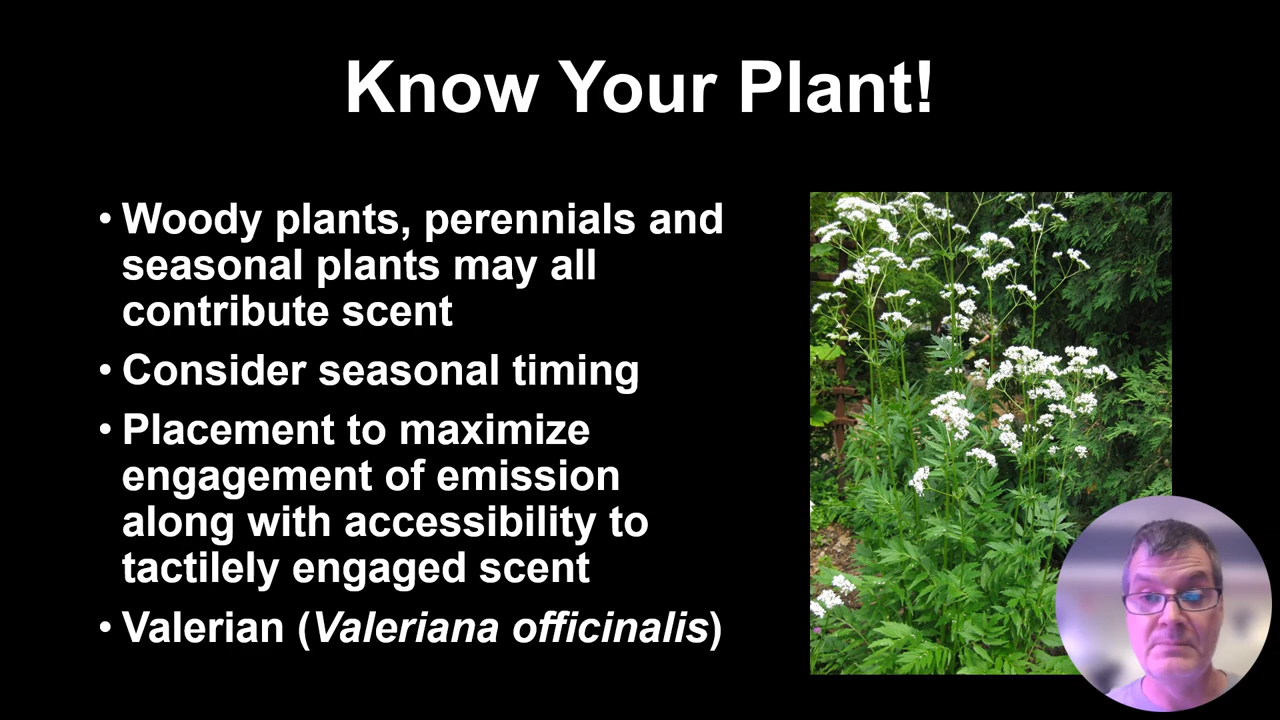 Know Your Plant!
• Woody plants, perennials and
seasonal plants may all
contribute scent
• Consider seasonal timing
• Placement to maximize
engagement of emission
along with accessibility to
tactilely engaged scent
• Valerian (Valeriana officinalis)